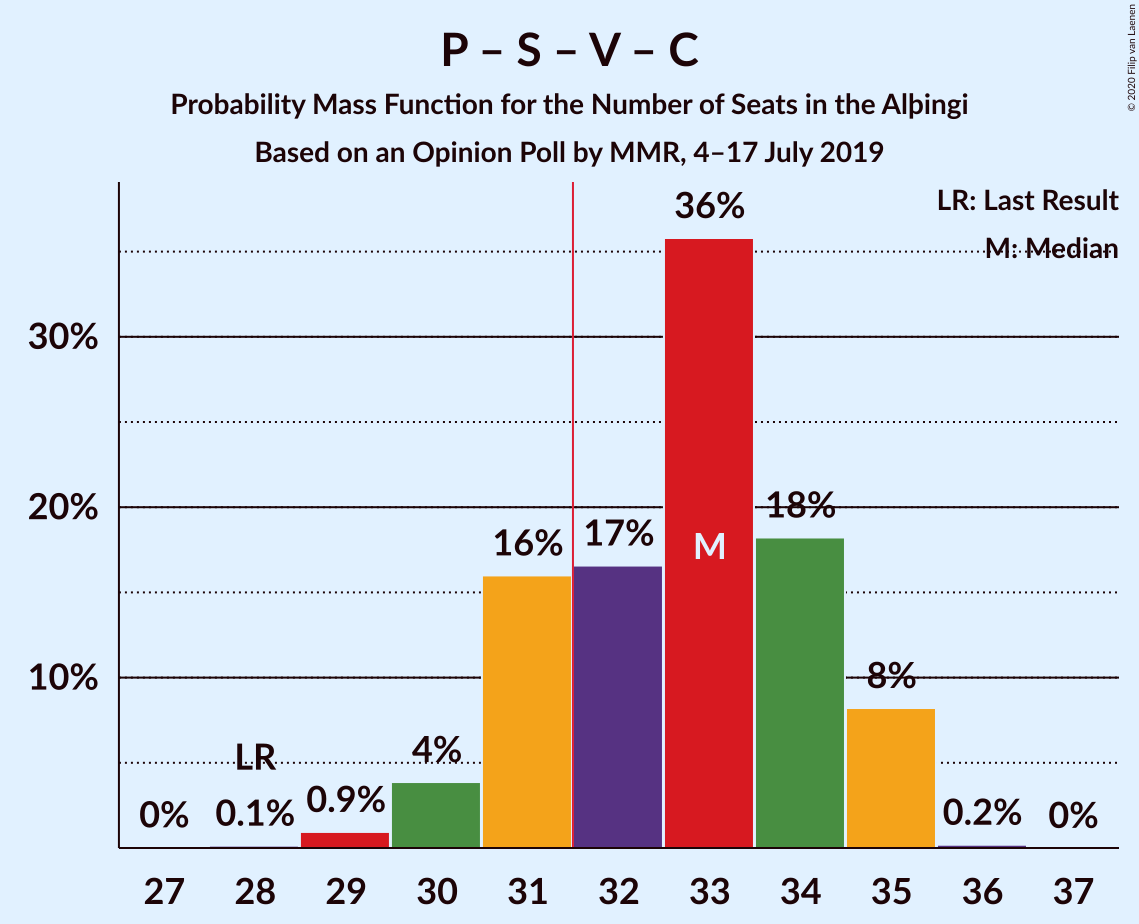 P – S – V – C
Probability Mass Function for the Number of Seats in the Alþingi
Based on an Opinion Poll by MMR, 4–17 July 2019
© 2020 Filip van Laenen
LR: Last Result
M: Median
30%
20%
10%
0%
LR
0.1%
0.9%
4%
16%
17%
36%
M
18%
8%
0.2%
0%
27 28 29 30 31 32 33 34 35 36 37